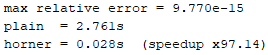 max relative error = 9.770e-15
plain  = 2.761s
horner = 0.028s  (speedup x97.14)